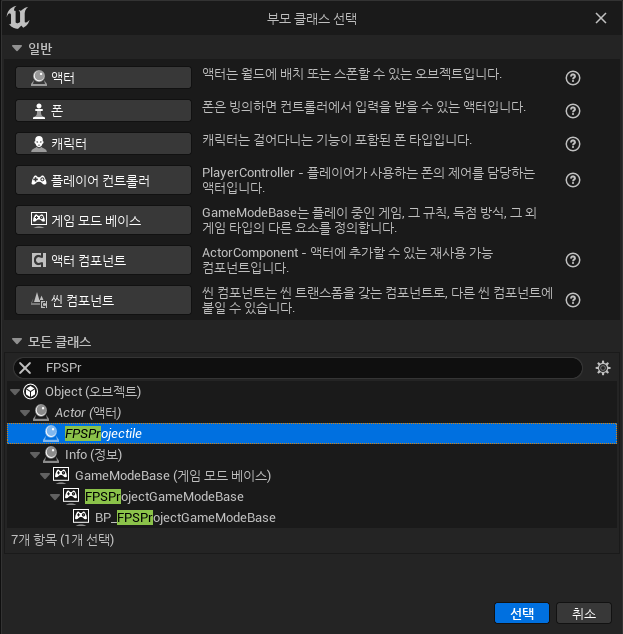 부모 클래스 선택
일반
액터
액터는 월드에 배치 또는 스폰할 수 있는 오브젝트입니다.
폰
폰은 빙의하면 컨트롤러에서 입력을 받을 수 있는 액터입니다.
캐릭터
캐릭터는 걸어다니는 기능이 포함된 폰 타입입니다.
플레이어 컨트롤러
PlayerController - 플레이어가 사용하는 폰의 제어를 담당하는
액터입니다.
게임 모드 베이스
GameModeBase는 플레이 중인 게임, 그 규칙, 득점 방식, 그 외
게임 타입의 다른 요소를 정의합니다.
액터 컴포넌트
ActorComponent - 액터에 추가할 수 있는 재사용 가능
컴포넌트입니다.
씬 컴포넌트
씬 컴포넌트는 씬 트랜스폼을 갖는 컴포넌트로, 다른 씬 컴포넌트에
붙일 수 있습니다.
모든 클래스
FPSPr
Object (오브젝트)
Actor (액터)
FPSProjectile
Info (정보)
GameModeBase (게임 모드 베이스)
FPSProjectGameModeBase
BP_FPSProjectGameModeBase
7개 항목 (1개 선택)
선택
취소